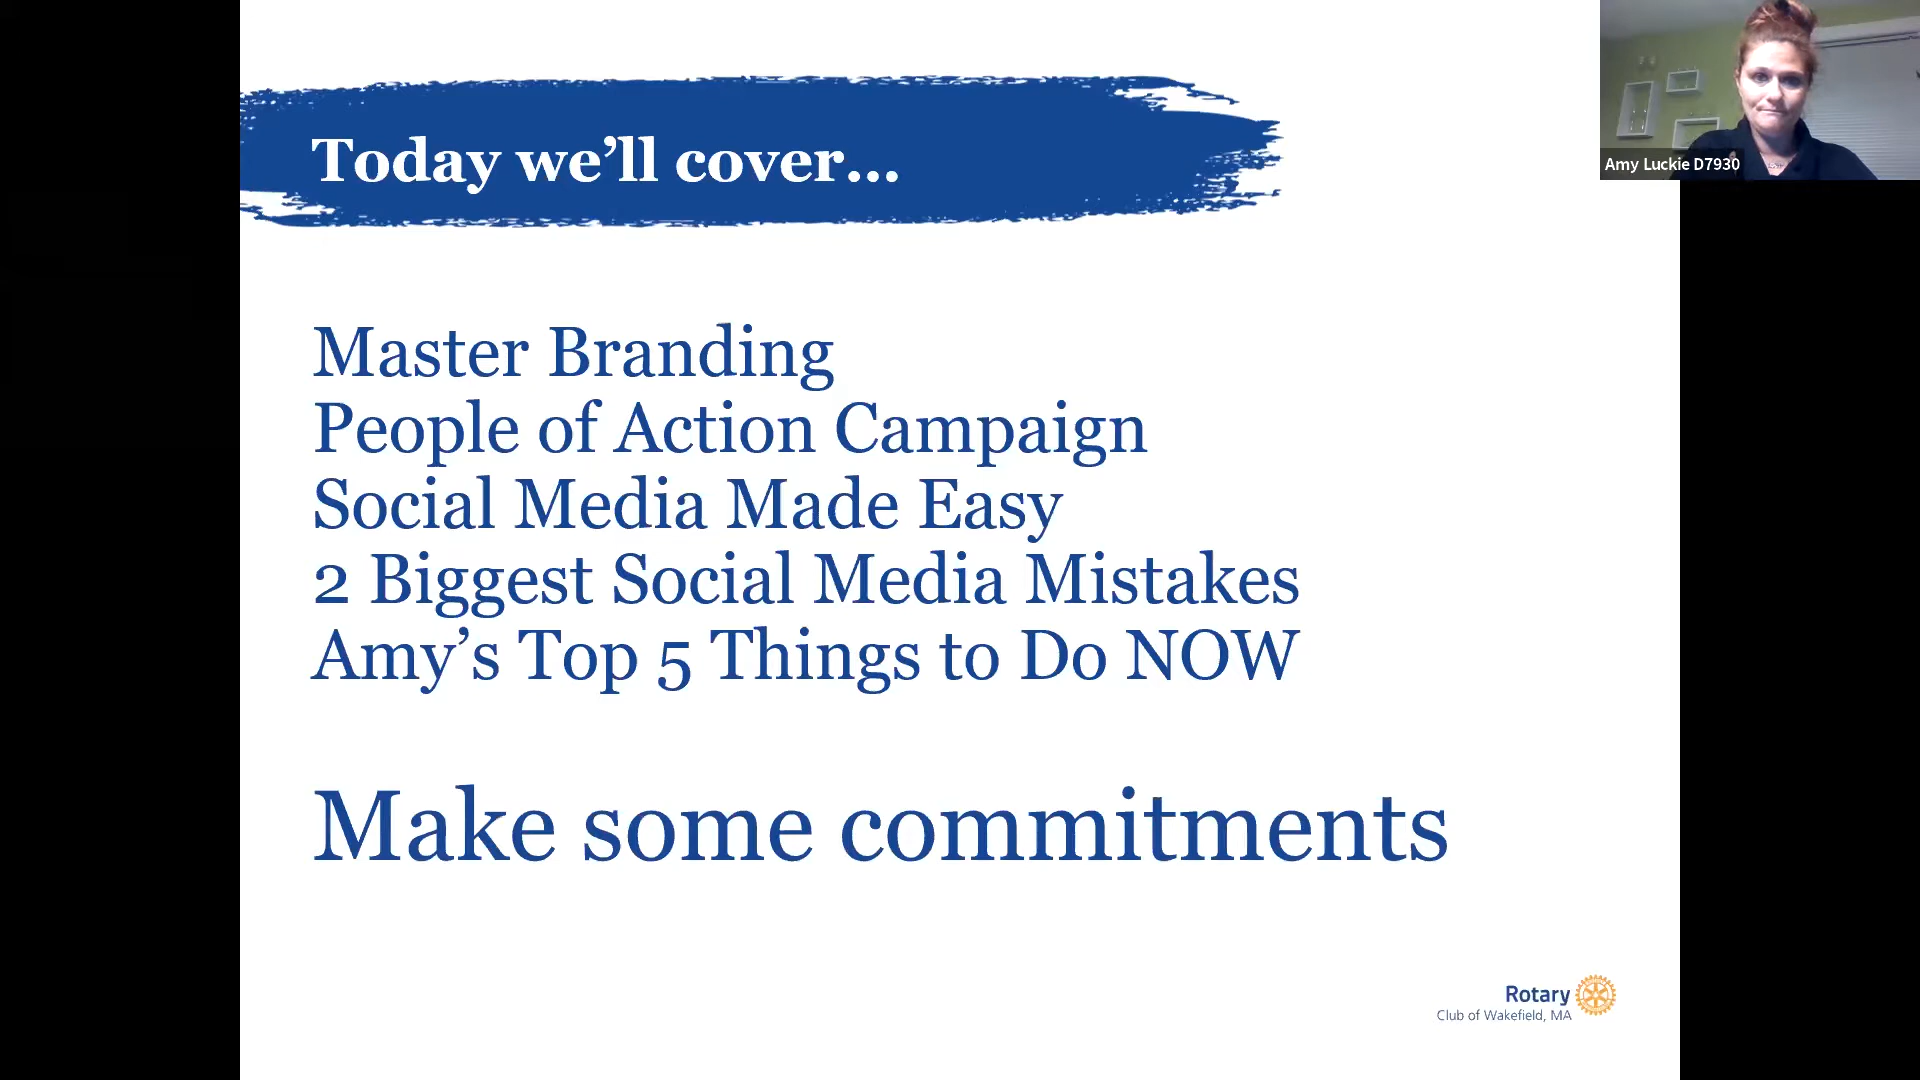 Today we’ll cover...
Amy Luckie D7930
Master Branding
People of Action Campaign
Social Media Made Easy
2 Biggest Social Media Mistakes
Amy’s Top 5 Things to Do NOW
Make some commitments
Rotary
Club of Wakefield, MA